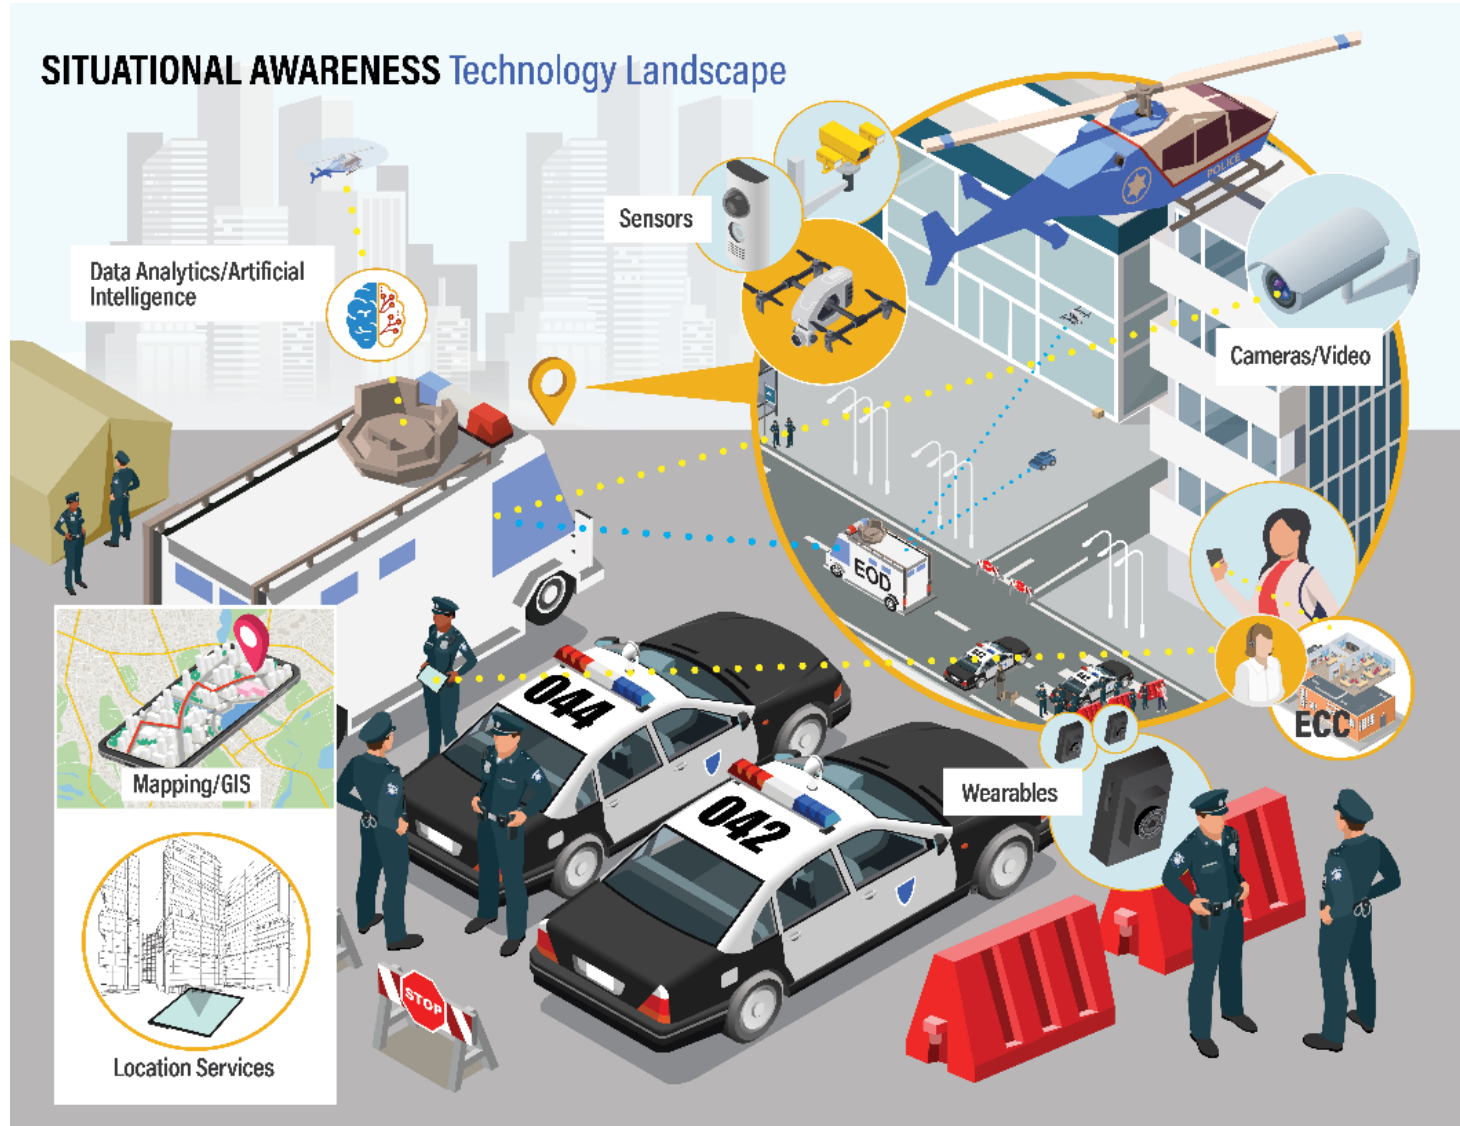 SITUATIONAL AWARENESS Technology Landscape
Sensors
POLICE
Data Analytics/Artificial
Intelligence
Cameras/Video
EOD
ECC
044
Mapping/GIS
Wearables
042
STOP
Location Services